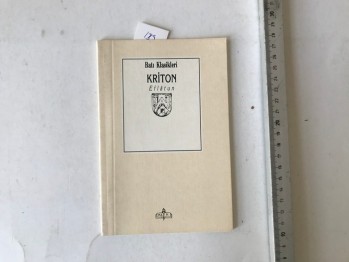 Batı Klasikleri
KRİTON
Eflâtun